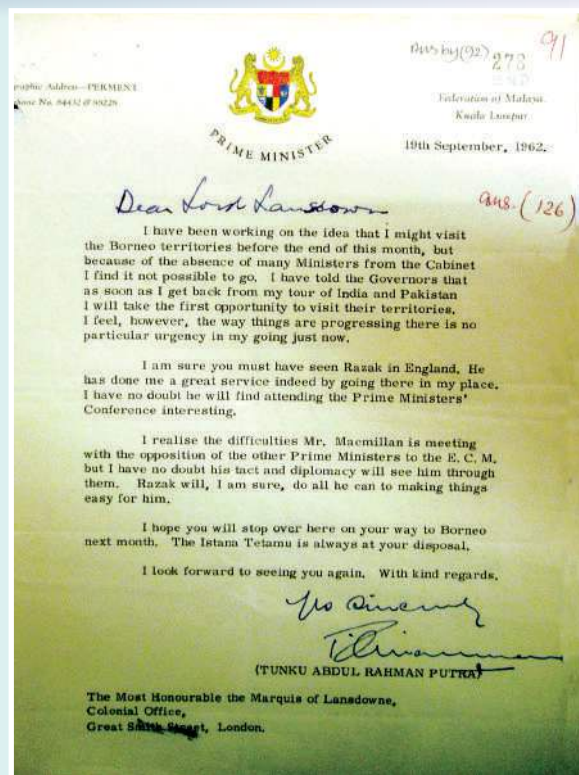 Ansby(92) 278 91
Address—PERMENT
Phone No. 84432 @ 80228
Federation of Malaya.
Kuala Lumpur.
PRIME MINISTER
19th September, 1962.
Dear Lord Lansdowne
ans. (126)
I have been working on the idea that I might visit
the Borneo territories before the end of this month, but
because of the absence of many Ministers from the Cabinet
I find it not possible to go. I have told the Governors that
as soon as I get back from my tour of India and Pakistan
I will take the first opportunity to visit their territories.
I feel, however, the way things are progressing there is no
particular urgency in my going just now.
I am sure you must have seen Razak in England. He
has done me a great service indeed by going there in my place.
I have no doubt he will find attending the Prime Ministers'
Conference interesting.
I realise the difficulties Mr. Macmillan is meeting
with the opposition of the other Prime Ministers to the E. C. M.
but I have no doubt his tact and diplomacy will see him through
them. Razak will, I am sure, do all he can to making things
easy for him.
I hope you will stop over here on your way to Borneo
next month. The Istana Tetamu is always at your disposal.
I look forward to seeing you again. With kind regards,
Yrs Sincerely
(TUNKU ABDUL RAHMAN PUTRA)
The Most Honourable the Marquis of Lansdowne,
Colonial Office,
Great Smith Street, London.